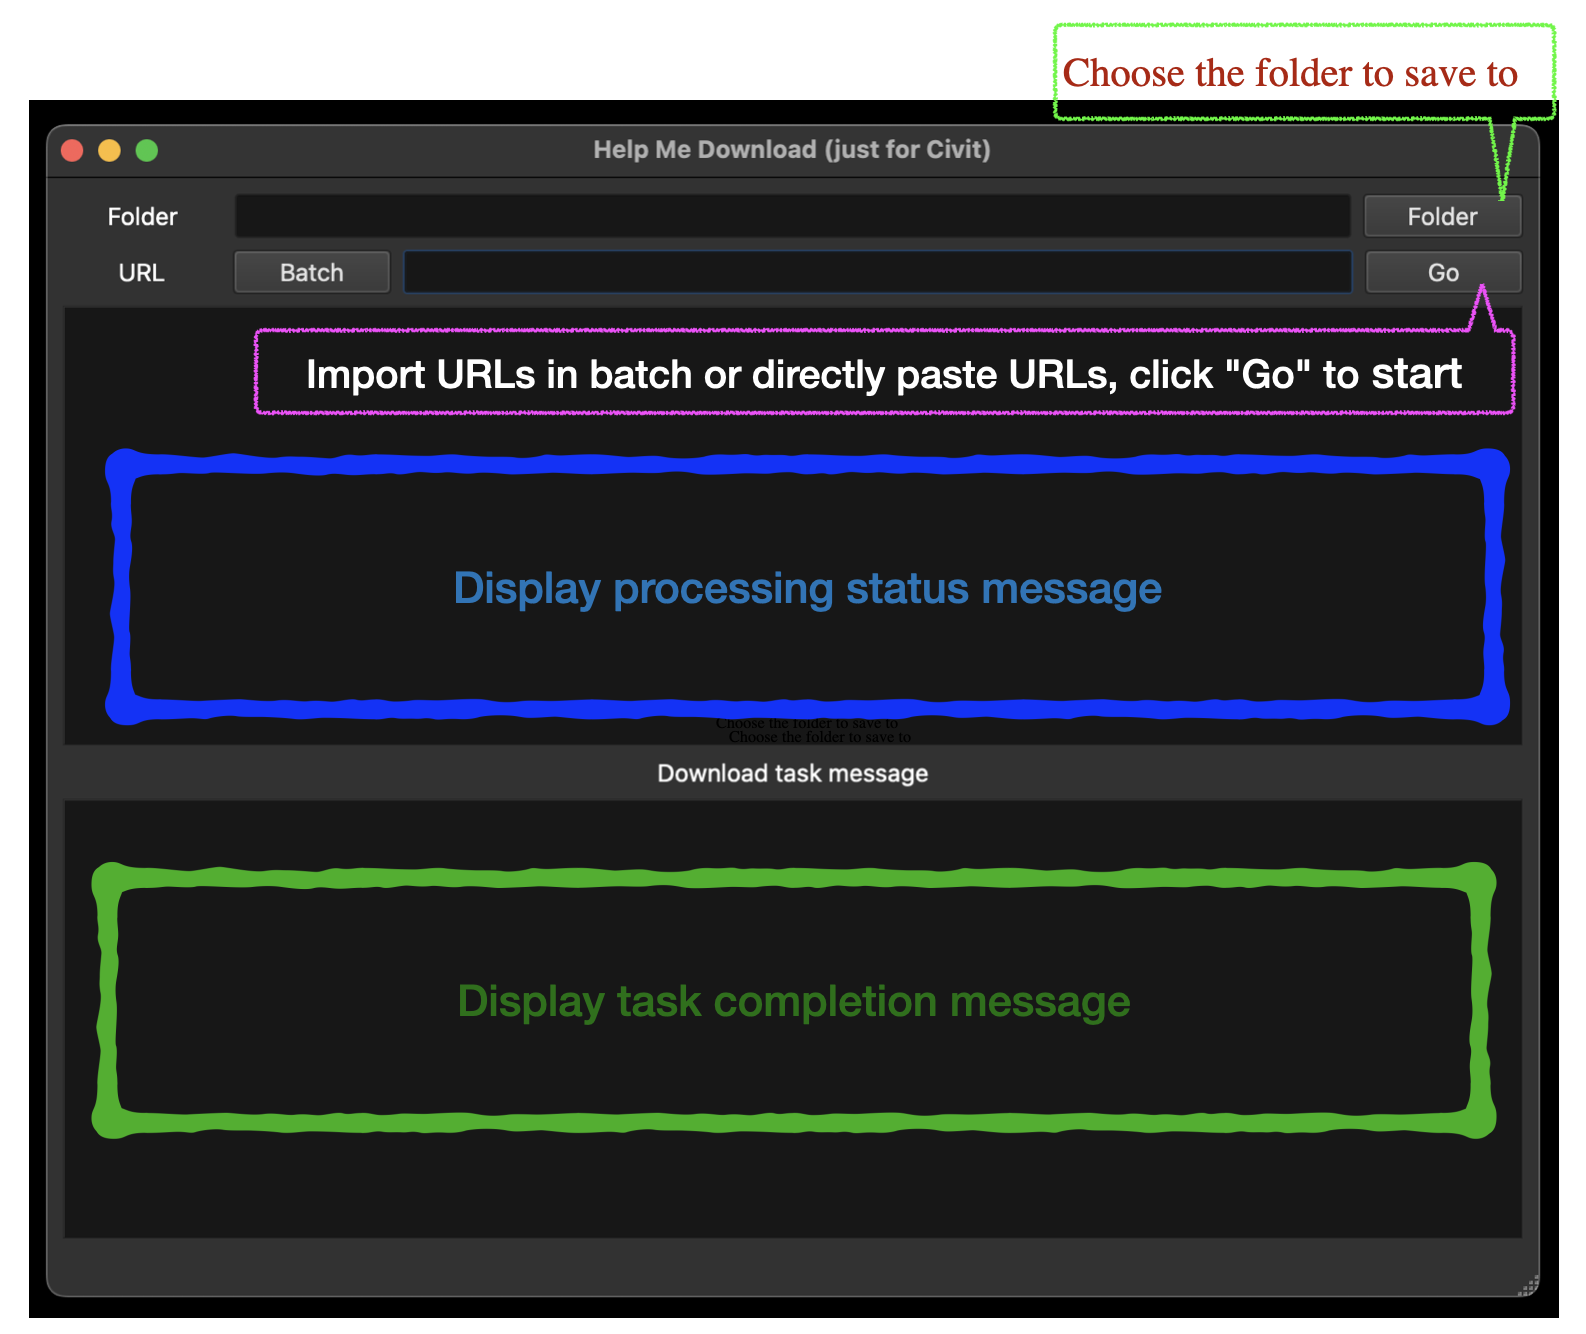 Choose the folder to save to
Help Me Download (just for Civit)
Folder
Folder
URL
Batch
Go
Import URLs in batch or directly paste URLs, click "Go" to start
Display processing status message
Choose the folder to save to
Choose the folder to save to
Download task message
Display task completion message